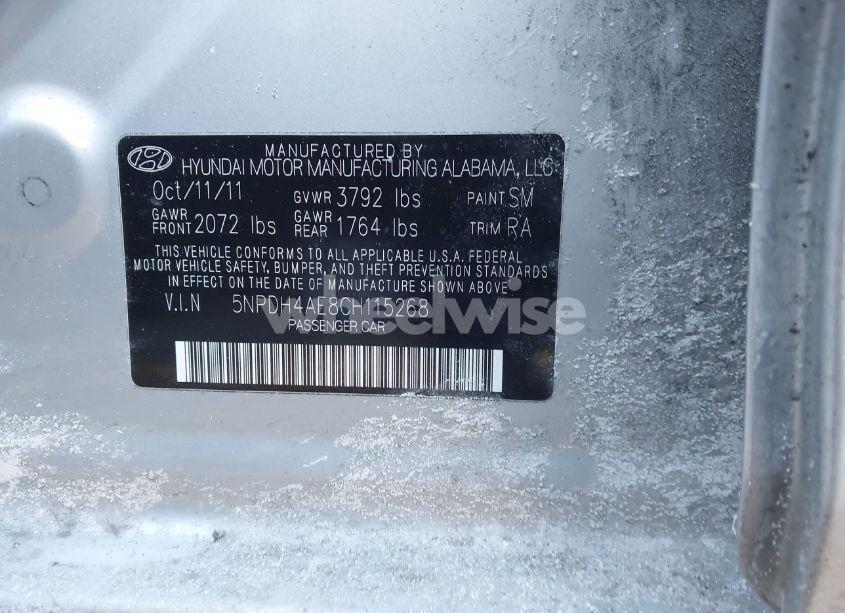 MANUFACTURED BY
HYUNDAI MOTOR MANUFACTURING ALABAMA, LLC
Oct/11/11 GVWR 3792 lbs PAINT SM
GAWR FRONT 2072 lbs GAWR REAR 1764 lbs TRIM RA
THIS VEHICLE CONFORMS TO ALL APPLICABLE U.S.A. FEDERAL
MOTOR VEHICLE SAFETY, BUMPER, AND THEFT PREVENTION STANDARDS
IN EFFECT ON THE DATE OF MANUFACTURE SHOWN ABOVE
V.I.N 5NPDH4AE8CH115268
PASSENGER CAR
wheelwise